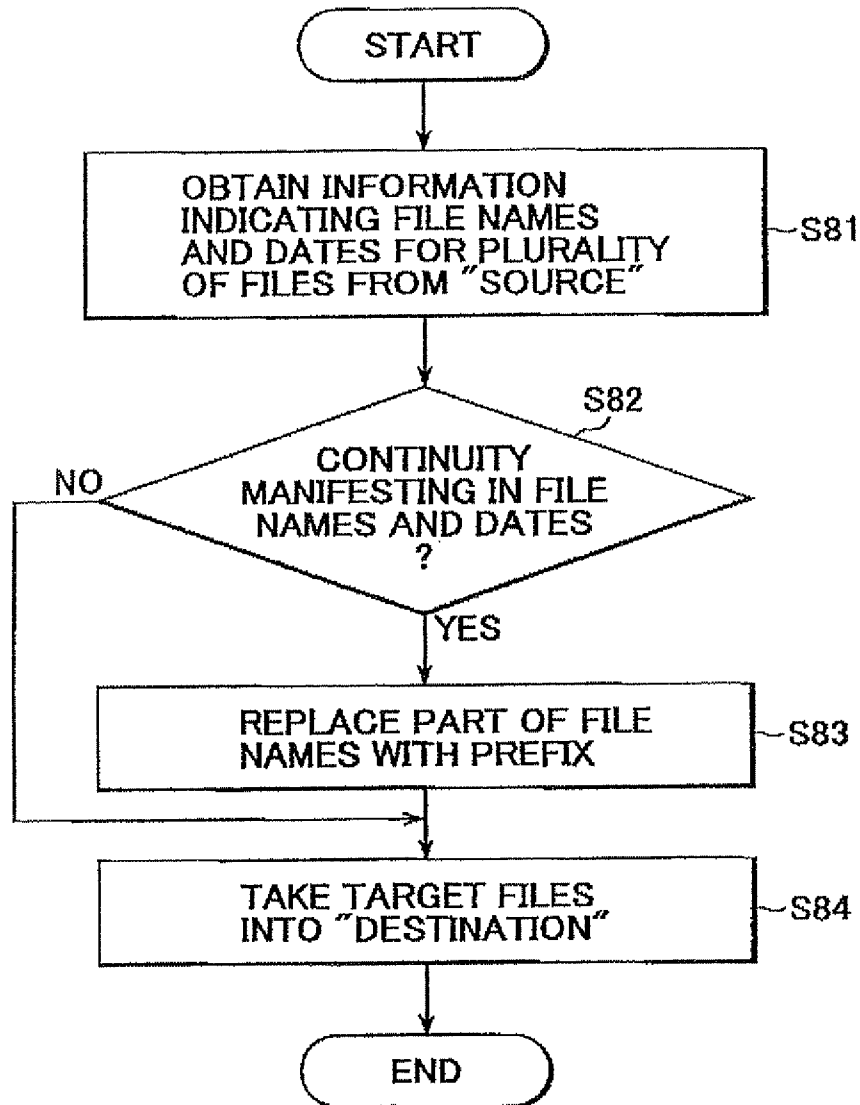 START
OBTAIN INFORMATION
INDICATING FILE NAMES
AND DATES FOR PLURALITY
OF FILES FROM "SOURCE"
S81
S82
CONTINUITY
MANIFESTING IN FILE
NAMES AND DATES
?
NO
YES
REPLACE PART OF FILE
NAMES WITH PREFIX
S83
TAKE TARGET FILES
INTO "DESTINATION"
S84
END